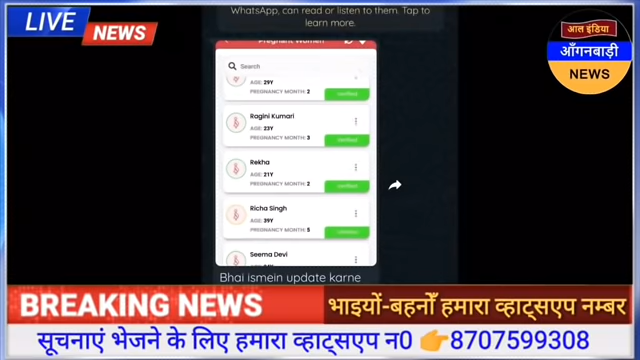 LIVE
NEWS
WhatsApp, can read or listen to them. Tap to
learn more.
Pregnant Women
Search
AGE: 29Y
PREGNANCY MONTH: 2
Ragini Kumari
AGE: 23Y
PREGNANCY MONTH: 3
Rekha
AGE: 21Y
PREGNANCY MONTH: 2
Richa Singh
AGE: 39Y
PREGNANCY MONTH: 5
Seema Devi
Bhai ismein update karne
आल इंडिया
आँगनबाड़ी
NEWS
BREAKING NEWS
भाइयों-बहनोँ हमारा व्हाट्सएप नम्बर
सूचनाएं भेजने के लिए हमारा व्हाट्सएप न0 👉8707599308